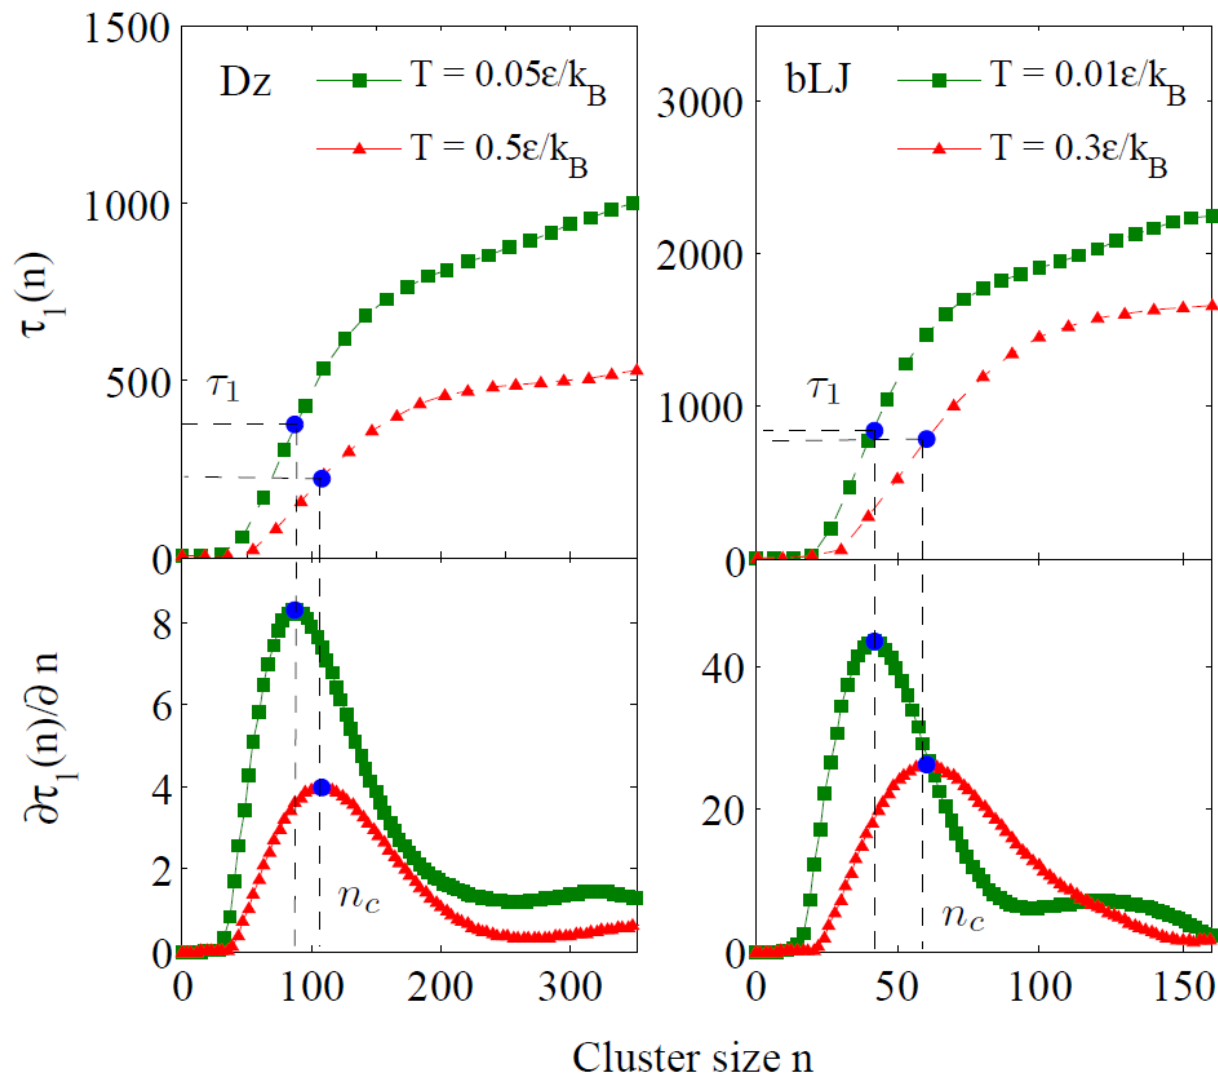 Dz
T = 0.05ε/k_B
T = 0.5ε/k_B
1500
1000
500
0
τ_1(n)
τ_1
bLJ
T = 0.01ε/k_B
T = 0.3ε/k_B
3000
2000
1000
0
τ_1
8
6
4
2
0
∂τ_1(n)/∂ n
n_c
0 100 200 300
40
20
0
n_c
0 50 100 150
Cluster size n